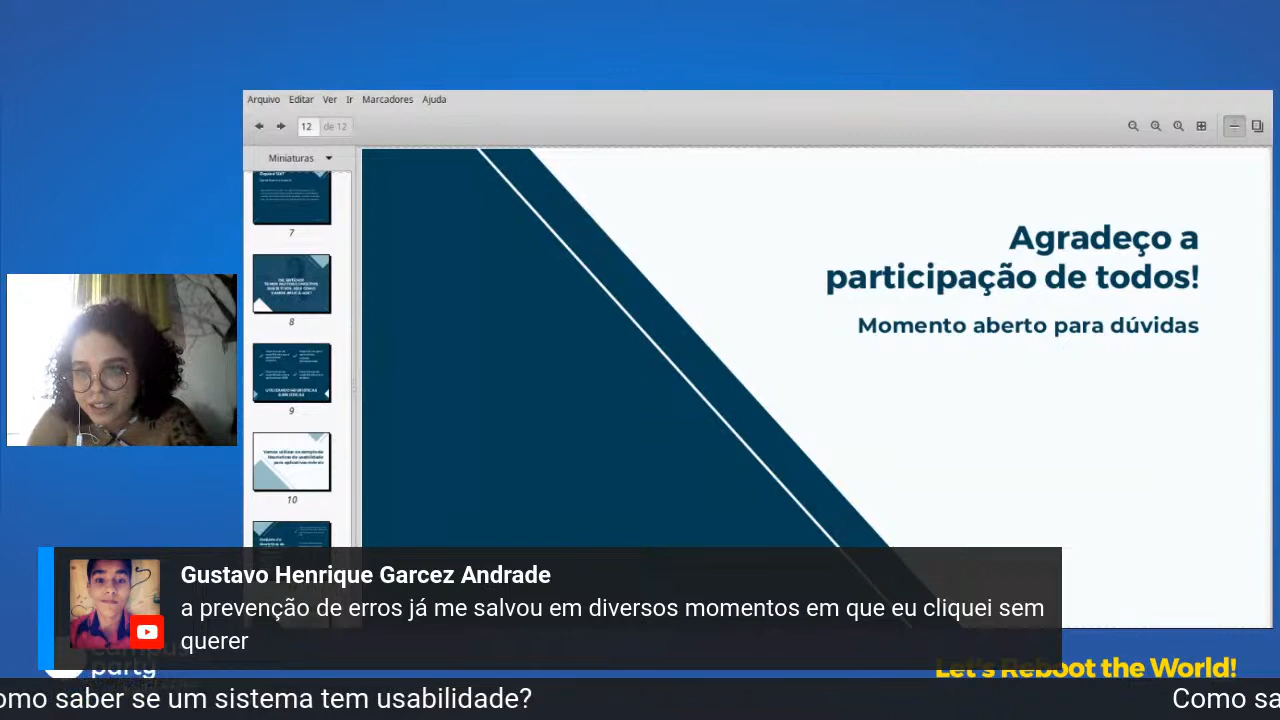 Arquivo Editar Ver Ir Marcadores Ajuda
12 de 12
Miniaturas
7
8
9
10
Agradeço a
participação de todos!
Momento aberto para dúvidas
Gustavo Henrique Garcez Andrade
a prevenção de erros já me salvou em diversos momentos em que eu cliquei sem
querer
party
Let's Reboot the World!
omo saber se um sistema tem usabilidade?
Como sa